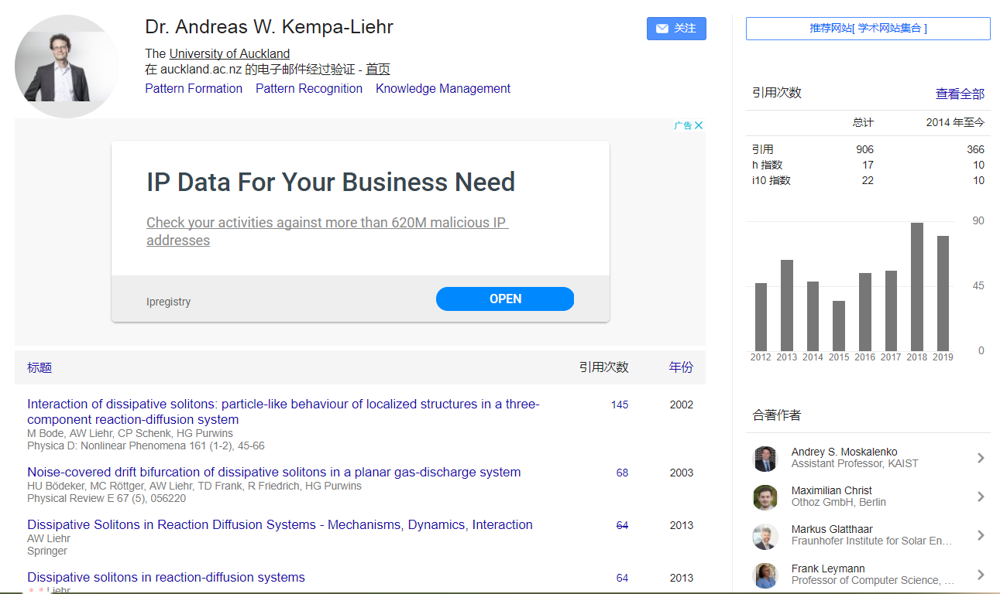 Dr. Andreas W. Kempa-Liehr
关注
The University of Auckland
在 auckland.ac.nz 的电子邮件经过验证 - 首页
Pattern Formation Pattern Recognition Knowledge Management
广告
IP Data For Your Business Need
Check your activities against more than 620M malicious IP
addresses
Ipregistry
OPEN
标题 引用次数 年份
Interaction of dissipative solitons: particle-like behaviour of localized structures in a three-
component reaction-diffusion system
145 2002
M Bode, AW Liehr, CP Schenk, HG Purwins
Physica D: Nonlinear Phenomena 161 (1-2), 45-66
Noise-covered drift bifurcation of dissipative solitons in a planar gas-discharge system 68 2003
HU Bödeker, MC Röttger, AW Liehr, TD Frank, R Friedrich, HG Purwins
Physical Review E 67 (5), 056220
Dissipative Solitons in Reaction Diffusion Systems - Mechanisms, Dynamics, Interaction 64 2013
AW Liehr
Springer
Dissipative solitons in reaction-diffusion systems 64 2013
Liehr
推荐网站[ 学术网站集合 ]
引用次数 查看全部
总计 2014 年至今
引用 906 366
h 指数 17 10
i10 指数 22 10
90
45
0
2012 2013 2014 2015 2016 2017 2018 2019
合著作者
Andrey S. Moskalenko
Assistant Professor, KAIST
Maximilian Christ
Othoz GmbH, Berlin
Markus Glatthaar
Fraunhofer Institute for Solar En…
Frank Leymann
Professor of Computer Science, …